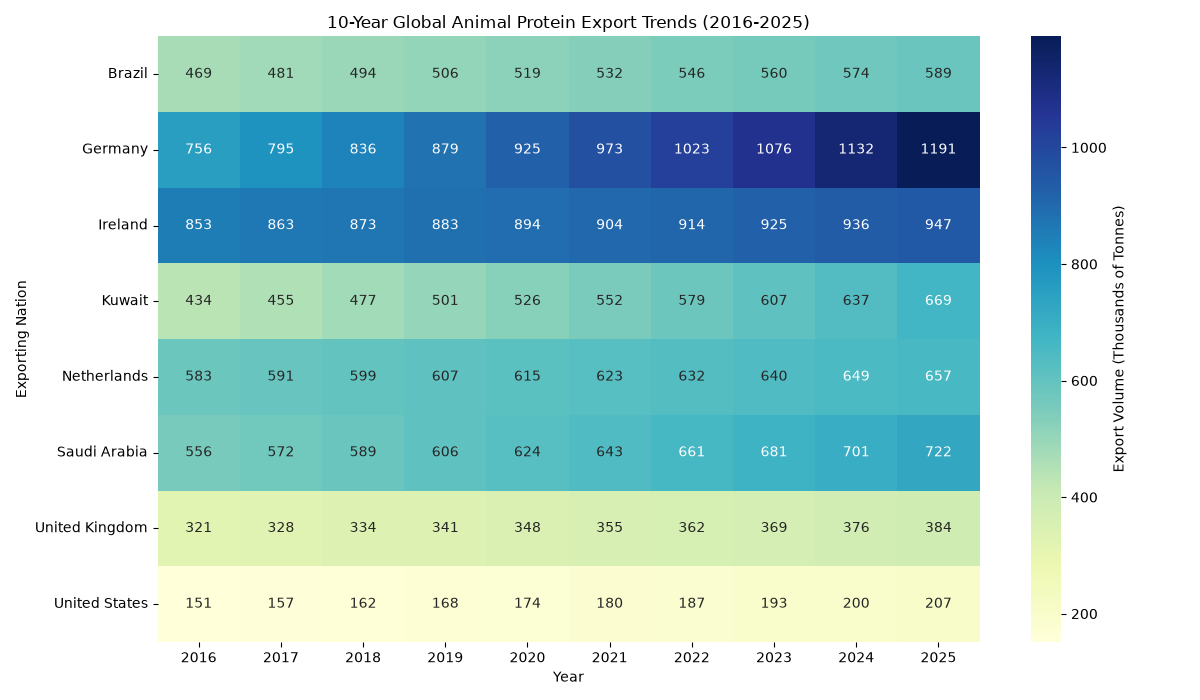 10-Year Global Animal Protein Export Trends (2016-2025)
Exporting Nation
Brazil 469 481 494 506 519 532 546 560 574 589
Germany 756 795 836 879 925 973 1023 1076 1132 1191
Ireland 853 863 873 883 894 904 914 925 936 947
Kuwait 434 455 477 501 526 552 579 607 637 669
Netherlands 583 591 599 607 615 623 632 640 649 657
Saudi Arabia 556 572 589 606 624 643 661 681 701 722
United Kingdom 321 328 334 341 348 355 362 369 376 384
United States 151 157 162 168 174 180 187 193 200 207
2016 2017 2018 2019 2020 2021 2022 2023 2024 2025
Year
1000
800
600
400
200
Export Volume (Thousands of Tonnes)